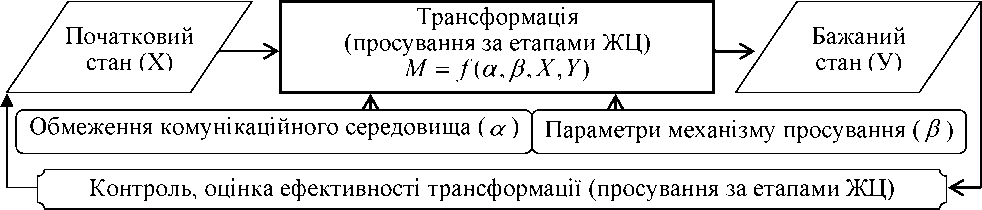 Початковий
стан (X)
Трансформація
(просування за етапами ЖЦ)
M = f(α, β, X, Y)
Бажаний
стан (У)
Обмеження комунікаційного середовища (α)
Параметри механізму просування (β)
Контроль, оцінка ефективності трансформації (просування за етапами ЖЦ)